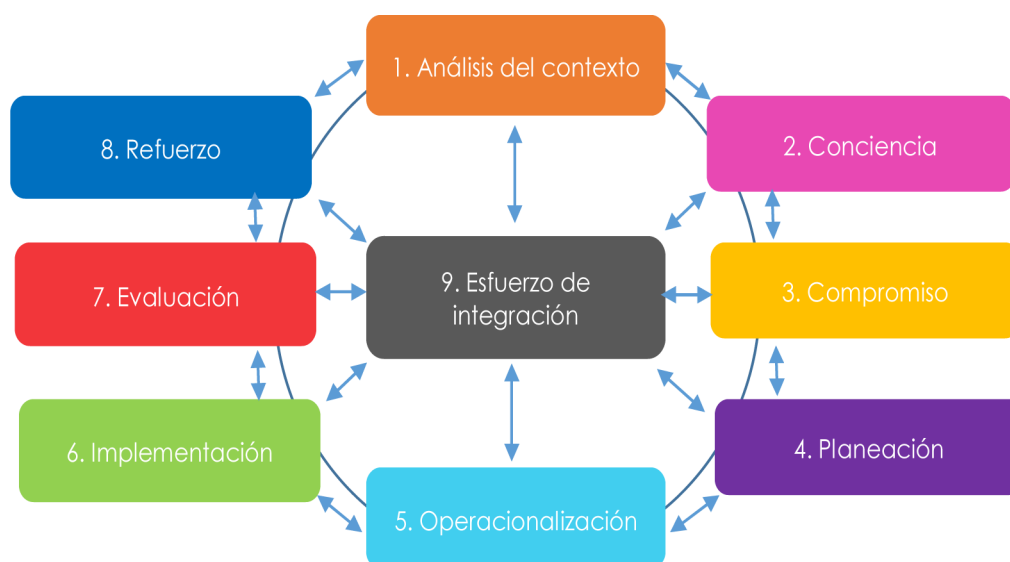 1. Análisis del contexto
2. Conciencia
3. Compromiso
4. Planeación
5. Operacionalización
6. Implementación
7. Evaluación
8. Refuerzo
9. Esfuerzo de
integración